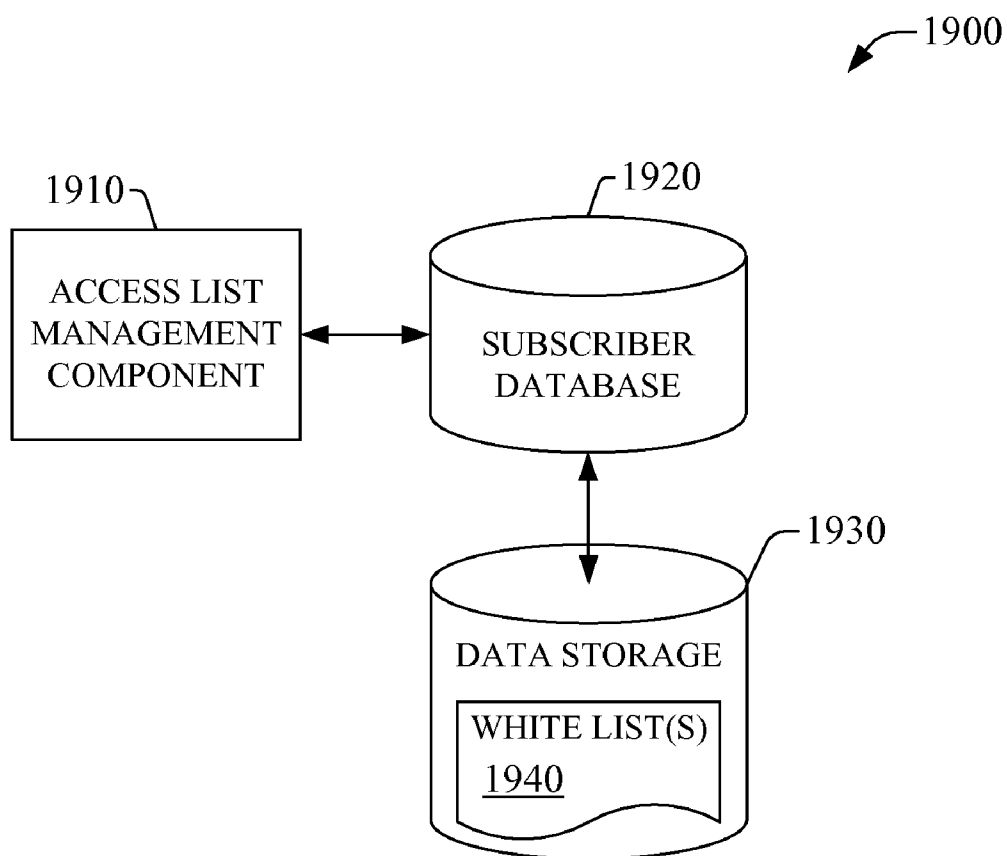 1900
1910
1920
ACCESS LIST
MANAGEMENT
COMPONENT
SUBSCRIBER
DATABASE
1930
DATA STORAGE
WHITE LIST(S)
1940